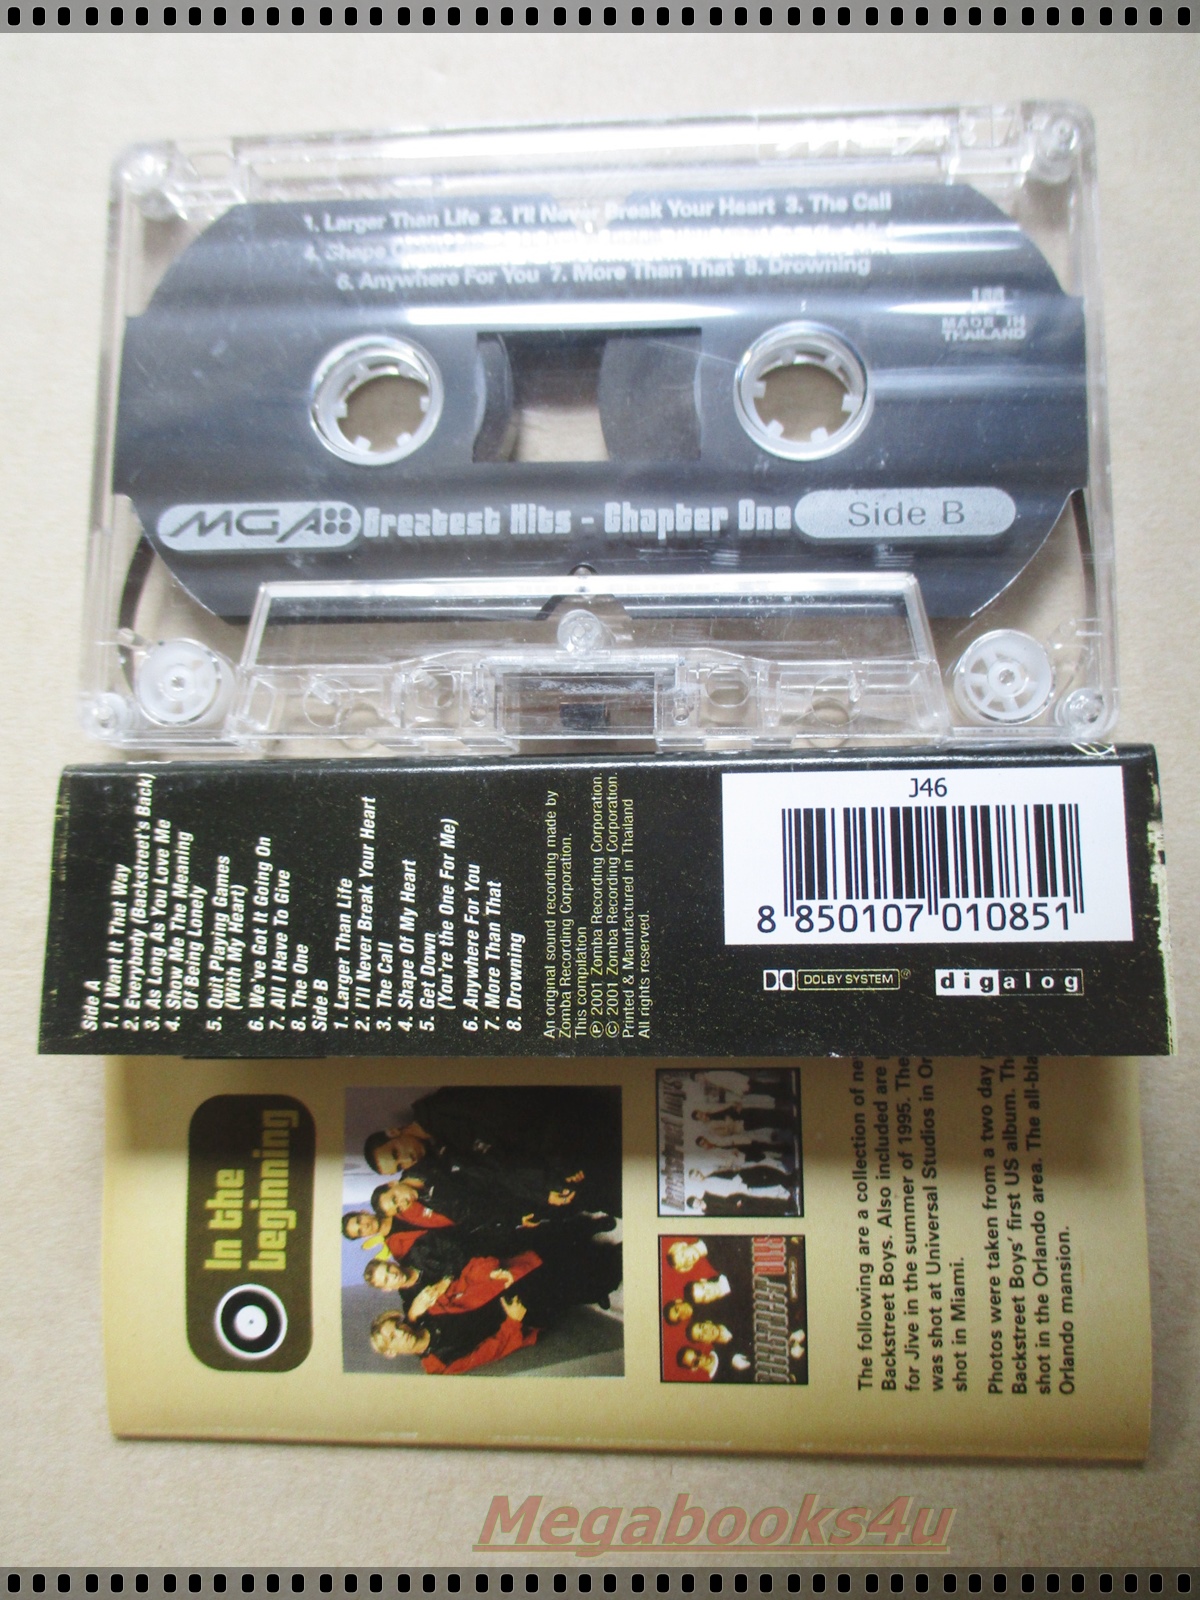 1. Larger Than Life 2. I'll Never Break Your Heart 3. The Call
4. Shape
6. Anywhere For You 7. More Than That 8. Drowning
MADE IN
THAILAND
MGA Greatest Hits - Chapter One Side B
Side A
1. I Want It That Way
2. Everybody (Backstreet's Back)
3. As Long As You Love Me
4. Show Me The Meaning
Of Being Lonely
5. Quit Playing Games
(With My Heart)
6. We've Got It Going On
7. All I Have To Give
8. The One
Side B
1. Larger Than Life
2. I'll Never Break Your Heart
3. The Call
4. Shape Of My Heart
5. Get Down
(You're the One For Me)
6. Anywhere For You
7. More Than That
8. Drowning
An original sound recording made by
Zomba Recording Corporation.
This compilation
℗ 2001 Zomba Recording Corporation.
© 2001 Zomba Recording Corporation.
Printed & Manufactured in Thailand
All rights reserved.
J46
8 850107 010851
DOLBY SYSTEM
digalog
In the
beginning
backstreet boys
BACKSTREET BOYS
The following are a collection of
Backstreet Boys. Also included are
for Jive in the summer of 1995. The
was shot at Universal Studios in
shot in Miami.
Photos were taken from a two day
Backstreet Boys' first US album.
shot in the Orlando area. The
Orlando mansion.
Megabooks4u